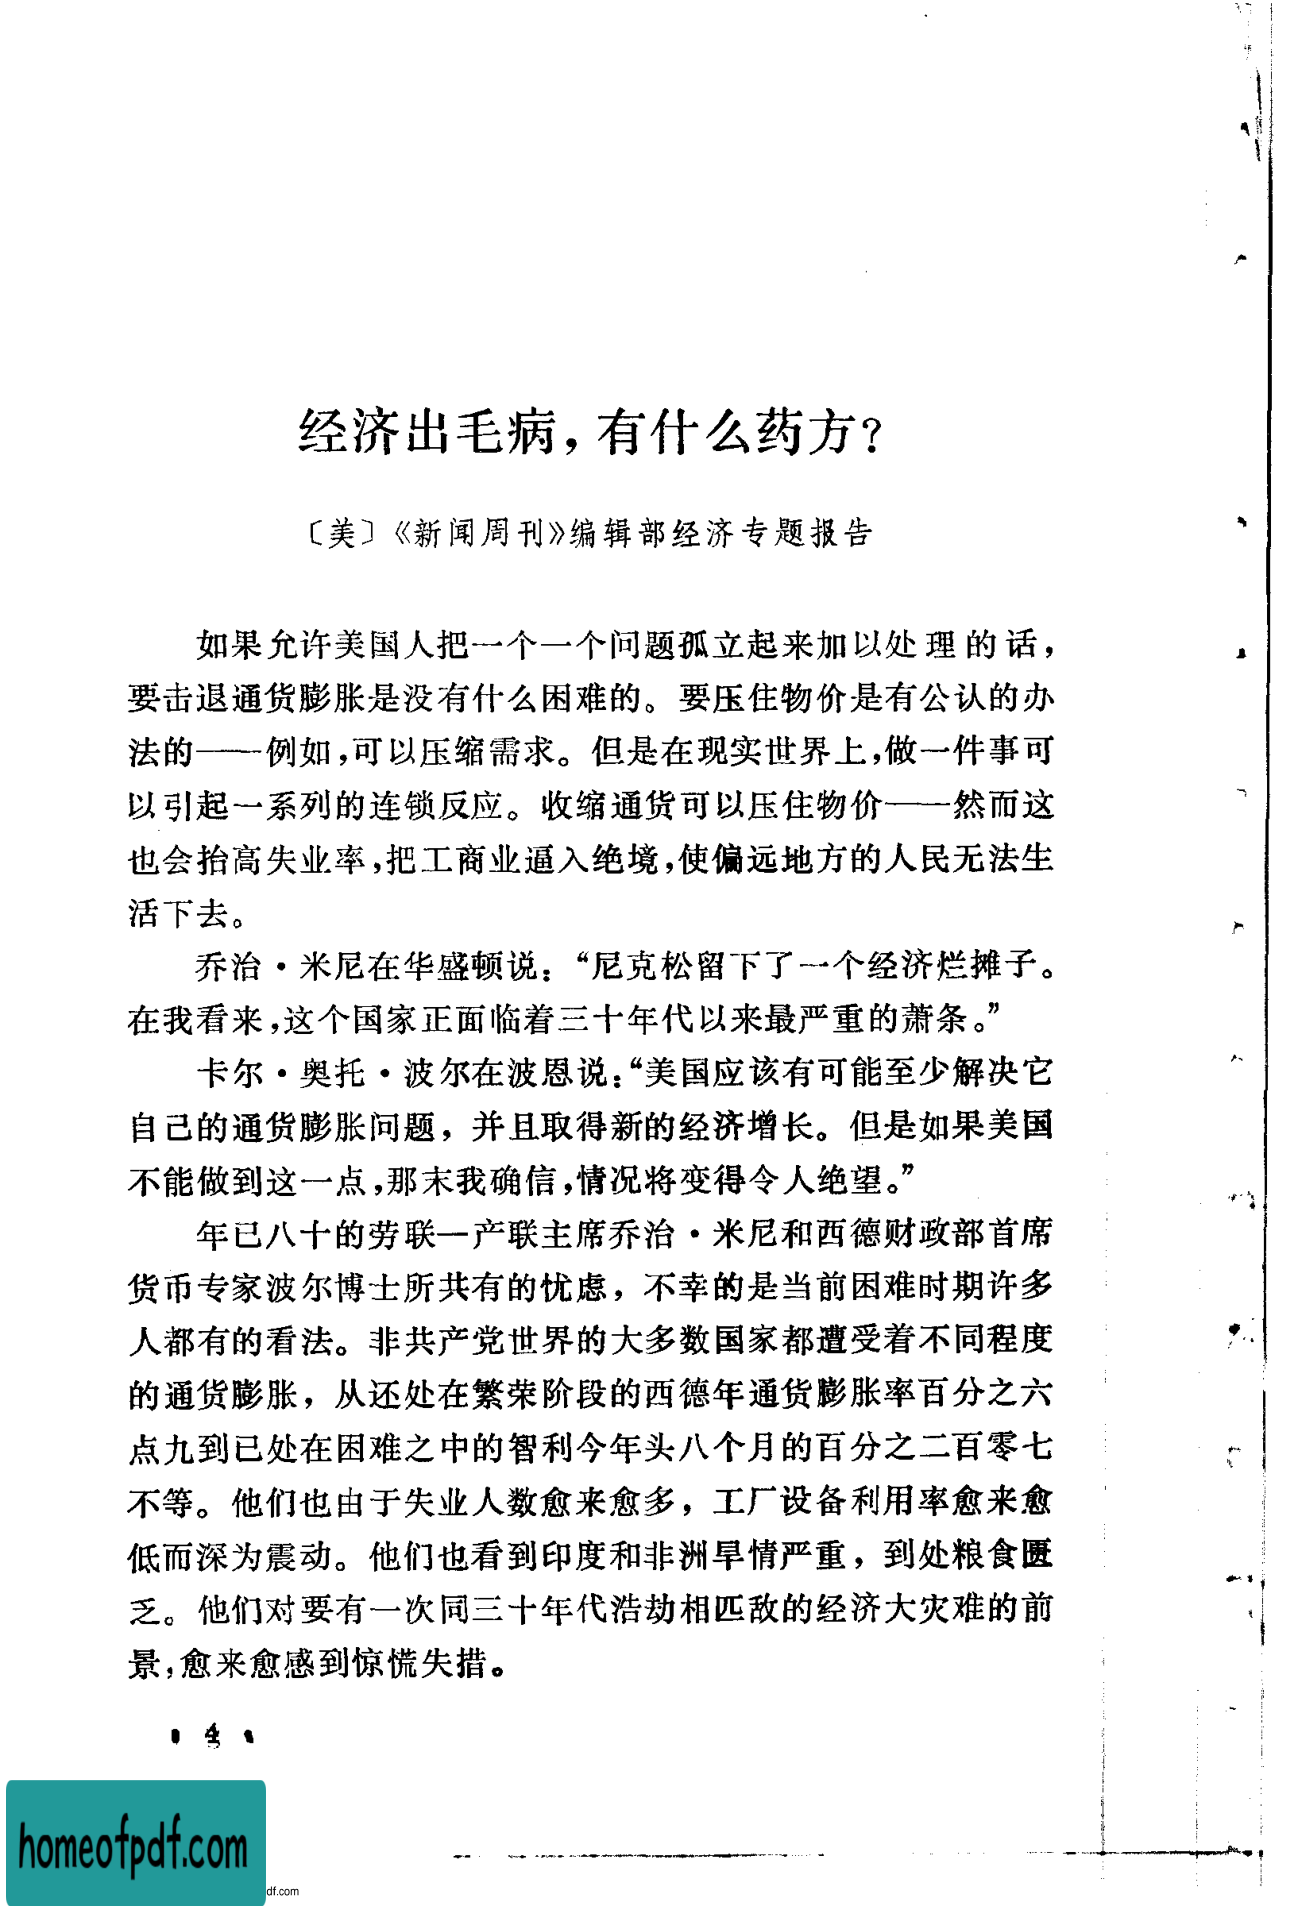 经济出毛病，有什么药方？
〔美〕《新闻周刊》编辑部经济专题报告
如果允许美国人把一个一个问题孤立起来加以处理的话，
要击退通货膨胀是没有什么困难的。要压住物价是有公认的办
法的——例如，可以压缩需求。但是在现实世界上，做一件事可
以引起一系列的连锁反应。收缩通货可以压住物价——然而这
也会抬高失业率，把工商业逼入绝境，使偏远地方的人民无法生
活下去。
乔治·米尼在华盛顿说：“尼克松留下了一个经济烂摊子。
在我看来，这个国家正面临着三十年代以来最严重的萧条。”
卡尔·奥托·波尔在波恩说：“美国应该有可能至少解决它
自己的通货膨胀问题，并且取得新的经济增长。但是如果美国
不能做到这一点，那末我确信，情况将变得令人绝望。”
年已八十的劳联—产联主席乔治·米尼和西德财政部首席
货币专家波尔博士所共有的忧虑，不幸的是当前困难时期许多
人都有的看法。非共产党世界的大多数国家都遭受着不同程度
的通货膨胀，从还处在繁荣阶段的西德年通货膨胀率百分之六
点九到已处在困难之中的智利今年头八个月的百分之二百零七
不等。他们也由于失业人数愈来愈多，工厂设备利用率愈来愈
低而深为震动。他们也看到印度和非洲旱情严重，到处粮食匮
乏。他们对要有一次同三十年代浩劫相匹敌的经济大灾难的前
景，愈来愈感到惊慌失措。
· 4 ·
homeofpdf.com
df.com